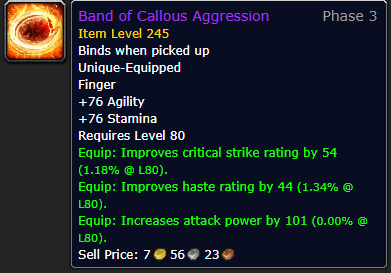 Band of Callous Aggression Phase 3
Item Level 245
Binds when picked up
Unique-Equipped
Finger
+76 Agility
+76 Stamina
Requires Level 80
Equip: Improves critical strike rating by 54
(1.18% @ L80).
Equip: Improves haste rating by 44 (1.34% @
L80).
Equip: Increases attack power by 101 (0.00% @
L80).
Sell Price: 7 56 23